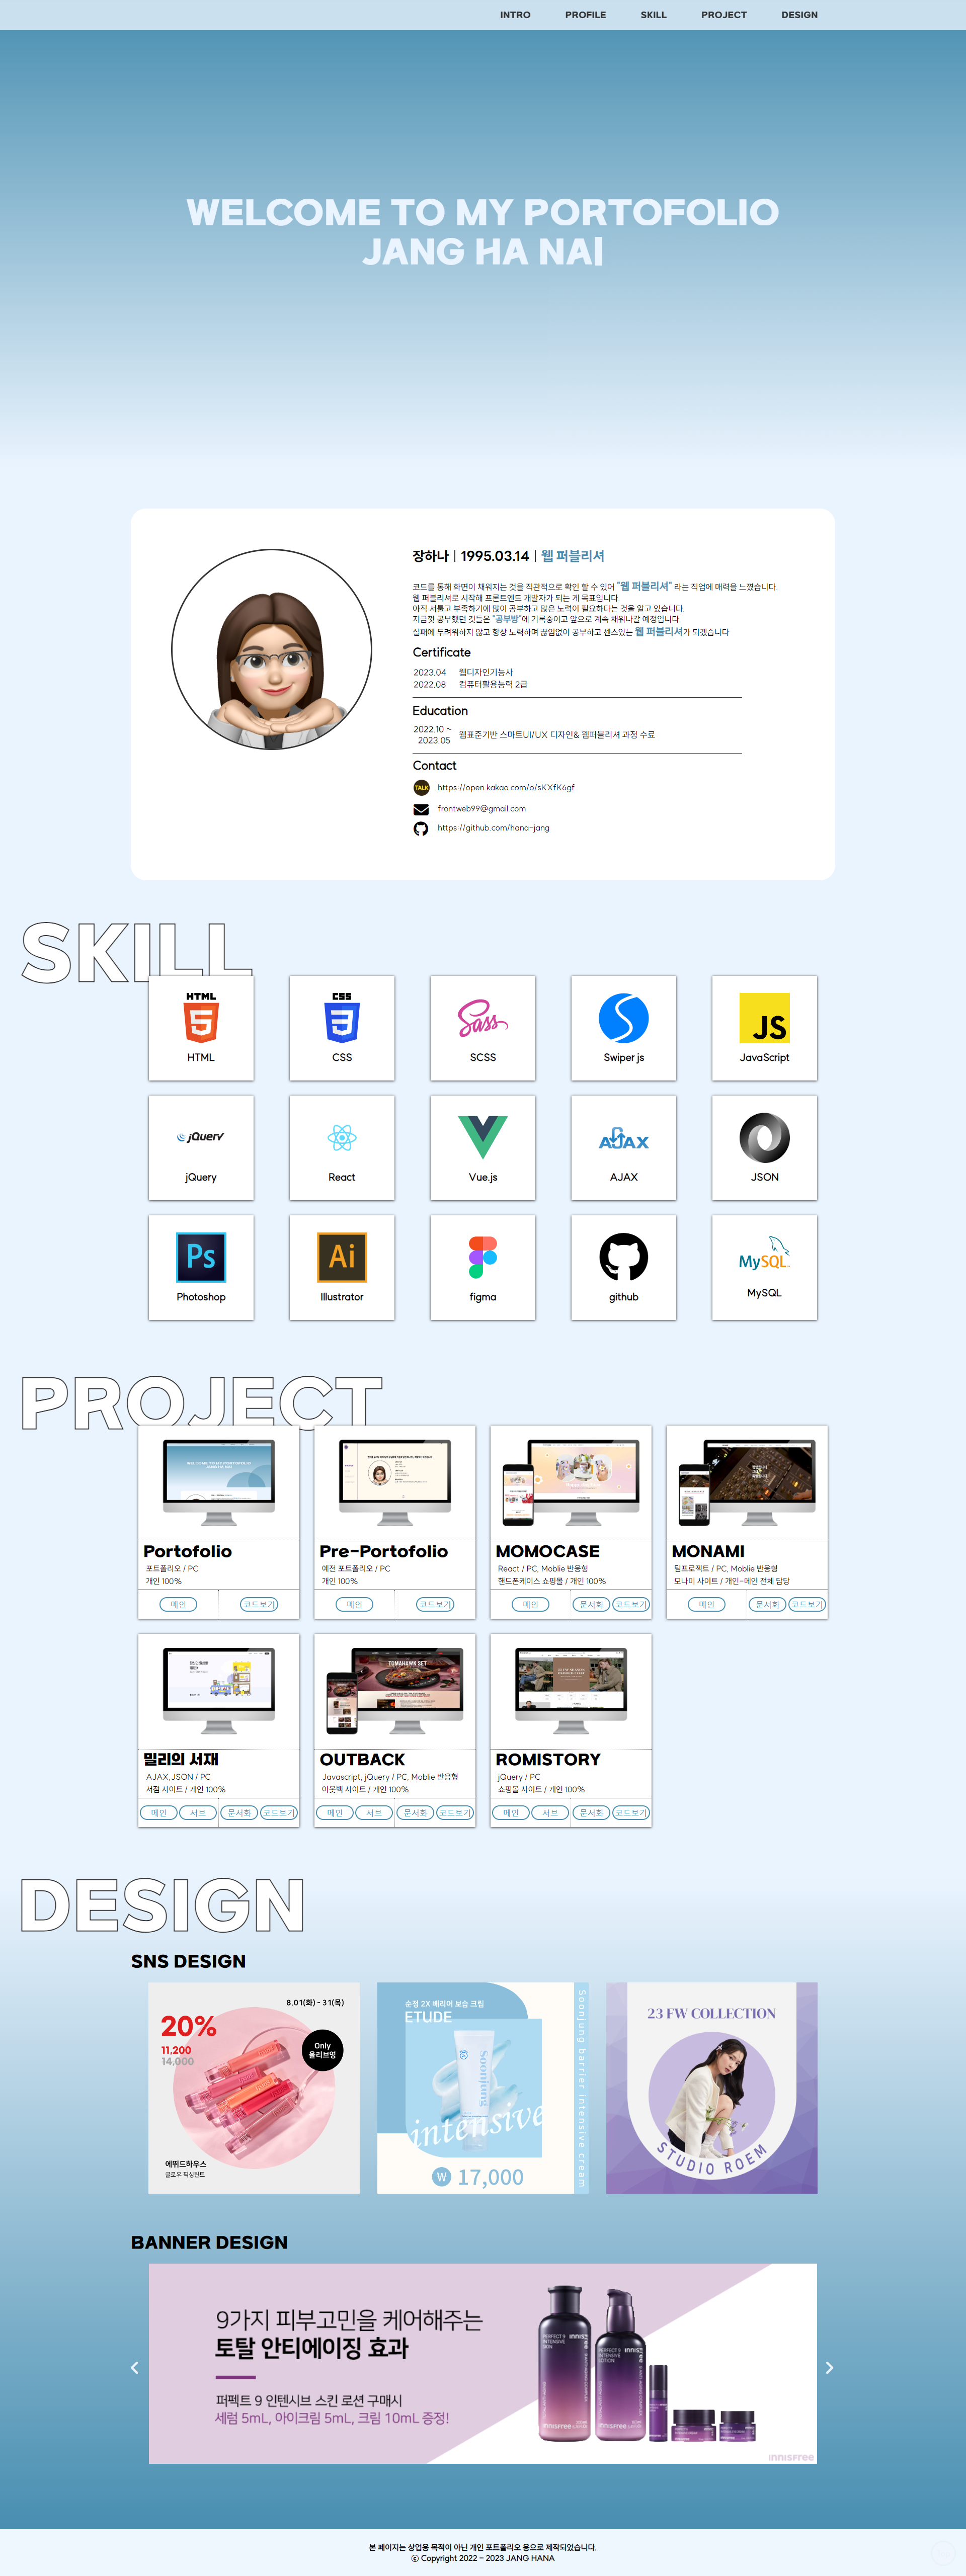 INTRO PROFILE SKILL PROJECT DESIGN
WELCOME TO MY PORTOFOLIO
JANG HA NA|
장하나 | 1995.03.14 | 웹 퍼블리셔
코드를 통해 화면이 채워지는 것을 직관적으로 확인 할 수 있어 "웹 퍼블리셔" 라는 직업에 매력을 느꼈습니다.
웹 퍼블리셔로 시작해 프론트엔드 개발자가 되는 게 목표입니다.
아직 서툴고 부족하기에 많이 공부하고 많은 노력이 필요하다는 것을 알고 있습니다.
지금껏 공부했던 것들은 "공부방"에 기록중이고 앞으로 계속 채워나갈 예정입니다.
실패에 두려워하지 않고 항상 노력하며 끊임없이 공부하고 센스있는 웹 퍼블리셔가 되겠습니다
Certificate
2023.04 웹디자인기능사
2022.08 컴퓨터활용능력 2급
Education
2022.10 ~
2023.05 웹표준기반 스마트UI/UX 디자인& 웹퍼블리셔 과정 수료
Contact
TALK https://open.kakao.com/o/sKXfK6gf
frontweb99@gmail.com
https://github.com/hana-jang
SKILL
HTML CSS Sass JS
HTML CSS SCSS Swiper js JavaScript
jQuery AJAX
jQuery React Vue.js AJAX JSON
Ps Ai MySQL
Photoshop Illustrator figma github MySQL
PROJECT
Portofolio
포트폴리오 / PC
개인 100%
메인 코드보기
Pre-Portofolio
예전 포트폴리오 / PC
개인 100%
메인 코드보기
MOMOCASE
React / PC, Moblie 반응형
핸드폰케이스 쇼핑몰 / 개인 100%
메인 문서화 코드보기
MONAMI
팀프로젝트 / PC, Moblie 반응형
모나미 사이트 / 개인-메인 전체 담당
메인 문서화 코드보기
밀리의 서재
AJAX,JSON / PC
서점 사이트 / 개인 100%
메인 서브 문서화 코드보기
TOMAHAWK SET
OUTBACK
Javascript, jQuery / PC, Moblie 반응형
아웃백 사이트 / 개인 100%
메인 서브 문서화 코드보기
ROMISTORY
jQuery / PC
쇼핑몰 사이트 / 개인 100%
메인 서브 문서화 코드보기
DESIGN
SNS DESIGN
8.01(화) - 31(목)
20%
11,200
14,000
Only
올리브영
에뛰드하우스
글로우 픽싱틴트
순정 2X 베리어 보습 크림
ETUDE
soonjung
intensive
₩ 17,000
Soonjung barrier intensive cream
23 FW COLLECTION
STUDIO ROEM
BANNER DESIGN
9가지 피부고민을 케어해주는
토탈 안티에이징 효과
퍼펙트 9 인텐시브 스킨 로션 구매시
세럼 5mL, 아이크림 5mL, 크림 10mL 증정!
PERFECT 9
INTENSIVE
SKIN
innisfree
PERFECT 9
INTENSIVE
LOTION
innisfree
innisfree
본 페이지는 상업용 목적이 아닌 개인 포트폴리오 용으로 제작되었습니다.
ⓒ Copyright 2022 - 2023 JANG HANA